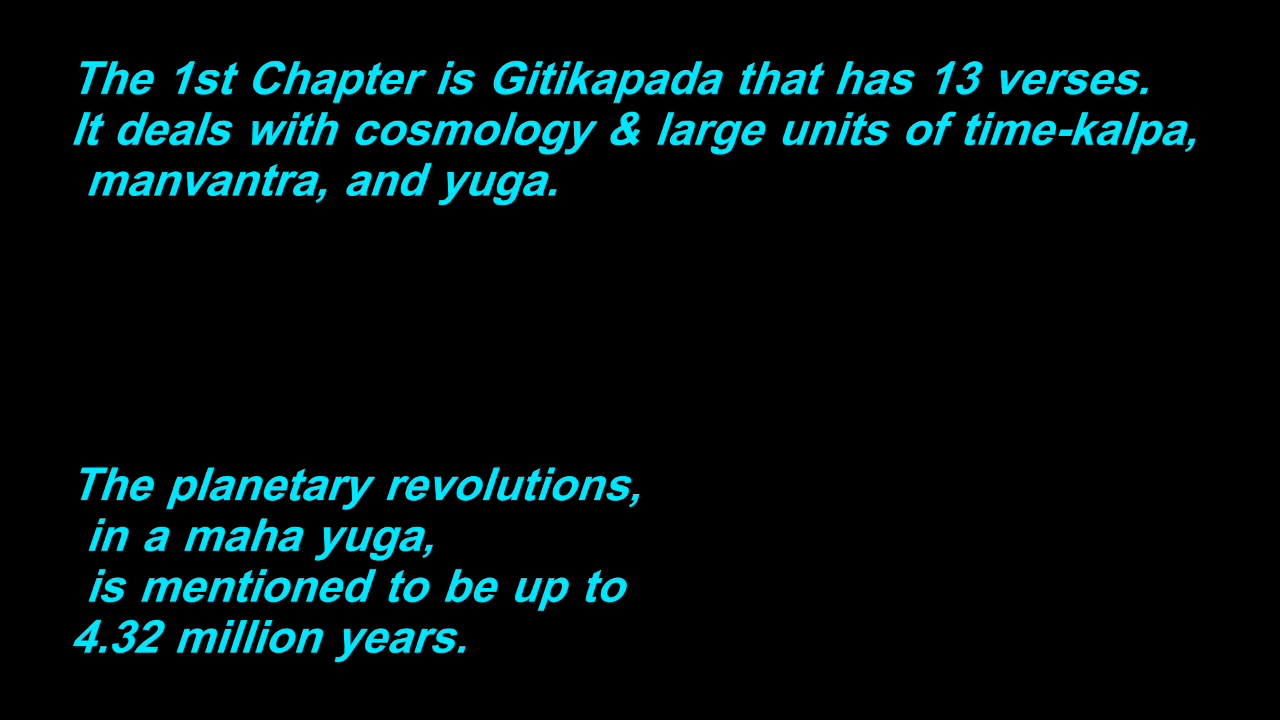 The 1st Chapter is Gitikapada that has 13 verses.
It deals with cosmology & large units of time-kalpa,
manvantra, and yuga.
The planetary revolutions,
in a maha yuga,
is mentioned to be up to
4.32 million years.